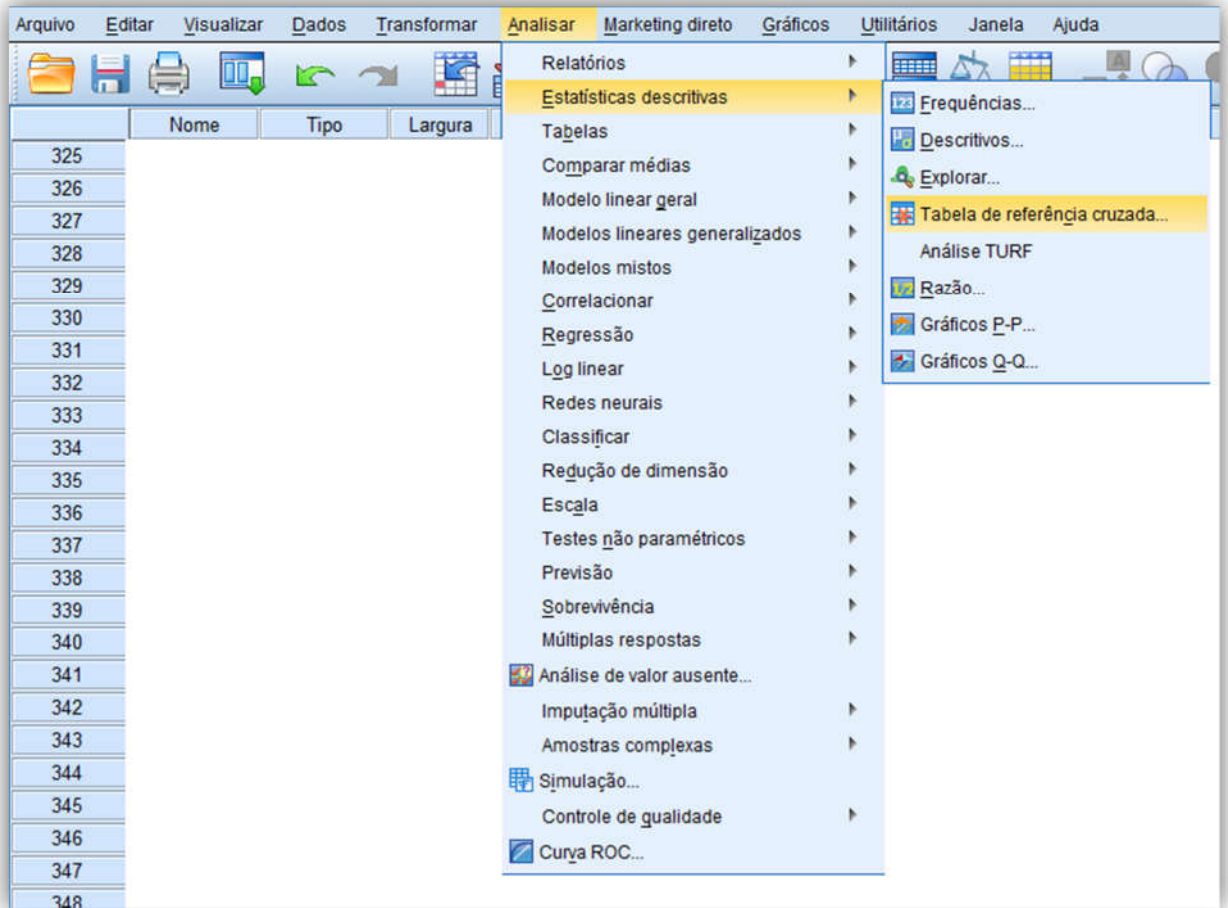 Arquivo Editar Visualizar Dados Transformar Analisar Marketing direto Gráficos Utilitários Janela Ajuda
Nome Tipo Largura
325
326
327
328
329
330
331
332
333
334
335
336
337
338
339
340
341
342
343
344
345
346
347
348
Relatórios
Estatísticas descritivas
Tabelas
Comparar médias
Modelo linear geral
Modelos lineares generalizados
Modelos mistos
Correlacionar
Regressão
Log linear
Redes neurais
Classificar
Redução de dimensão
Escala
Testes não paramétricos
Previsão
Sobrevivência
Múltiplas respostas
Análise de valor ausente...
Imputação múltipla
Amostras complexas
Simulação...
Controle de qualidade
Curva ROC...
123 Frequências...
Descritivos...
Explorar...
Tabela de referência cruzada...
Análise TURF
1/2 Razão...
Gráficos P-P...
Gráficos Q-Q...
A